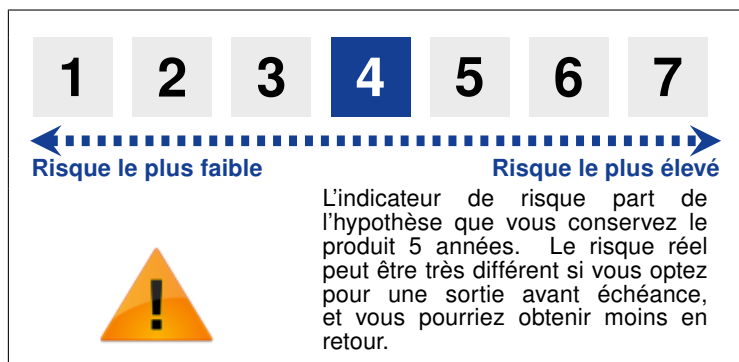 1 2 3 4 5 6 7
Risque le plus faible Risque le plus élevé
L'indicateur de risque part de
l'hypothèse que vous conservez le
produit 5 années. Le risque réel
peut être très différent si vous optez
pour une sortie avant échéance,
et vous pourriez obtenir moins en
retour.